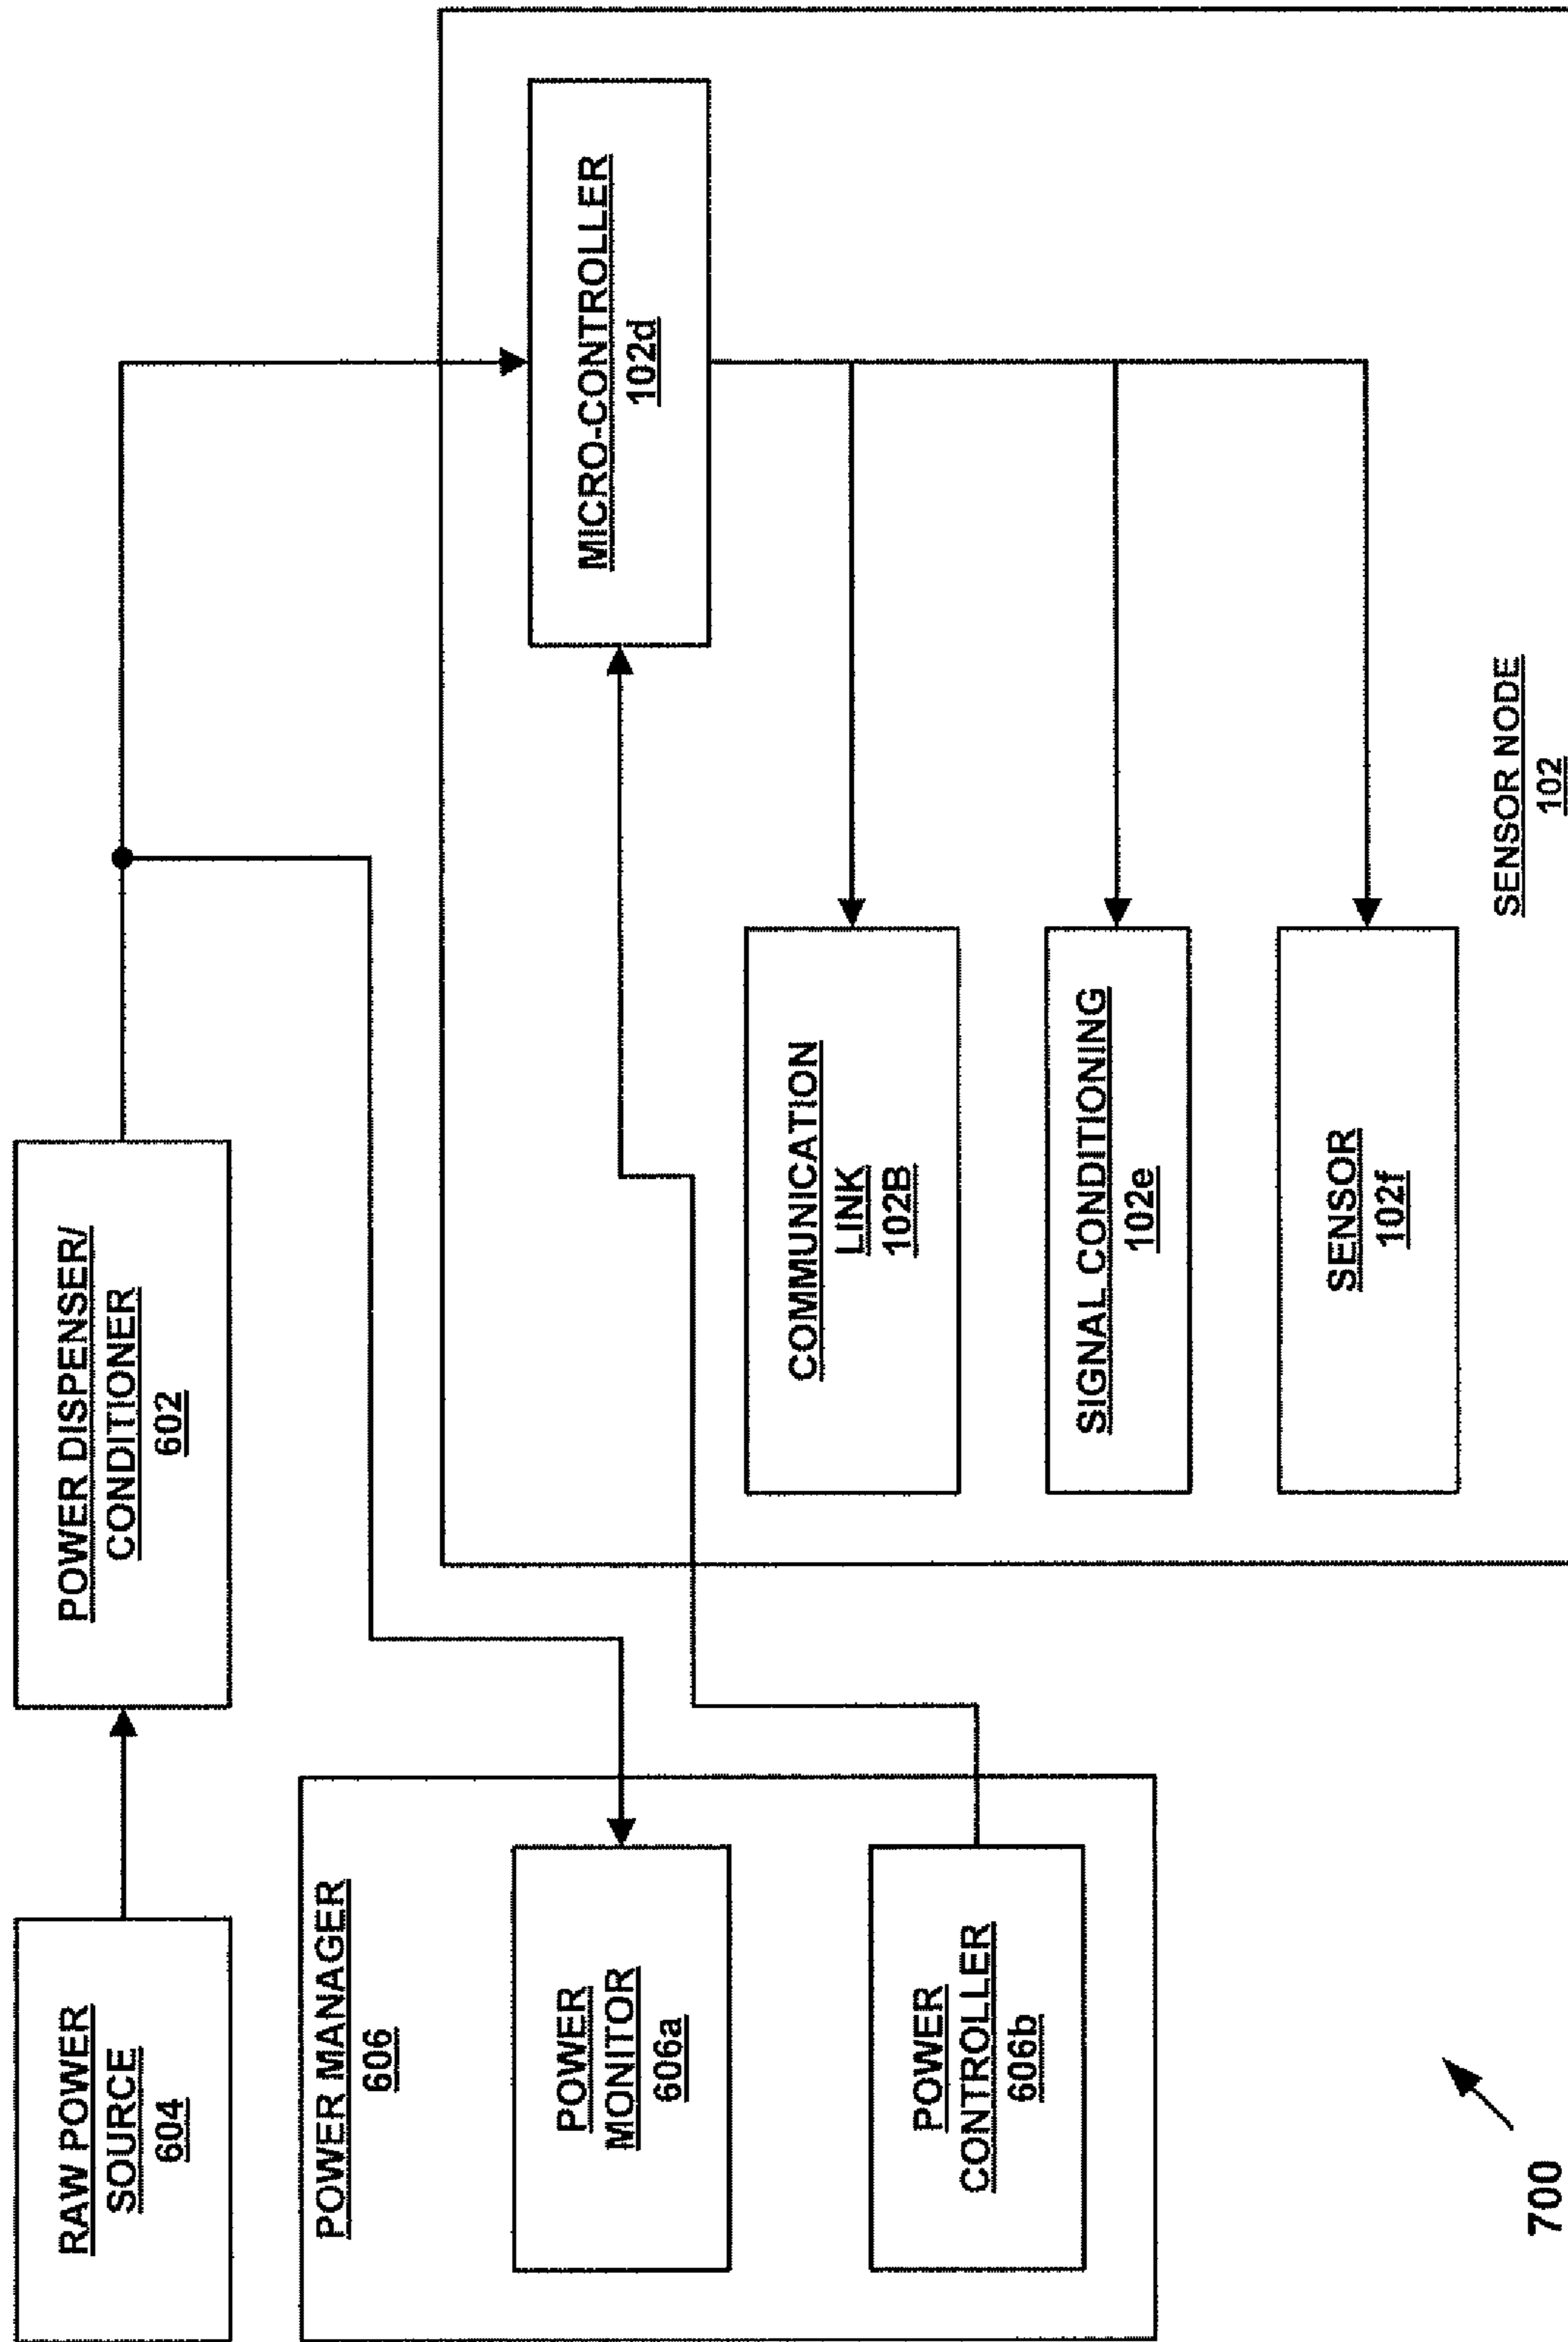 RAW POWER
SOURCE
604
POWER DISPENSER/
CONDITIONER
602
POWER MANAGER
606
POWER
MONITOR
606a
POWER
CONTROLLER
606b
MICRO-CONTROLLER
102d
COMMUNICATION
LINK
102B
SIGNAL CONDITIONING
102e
SENSOR
102f
SENSOR NODE
102
700